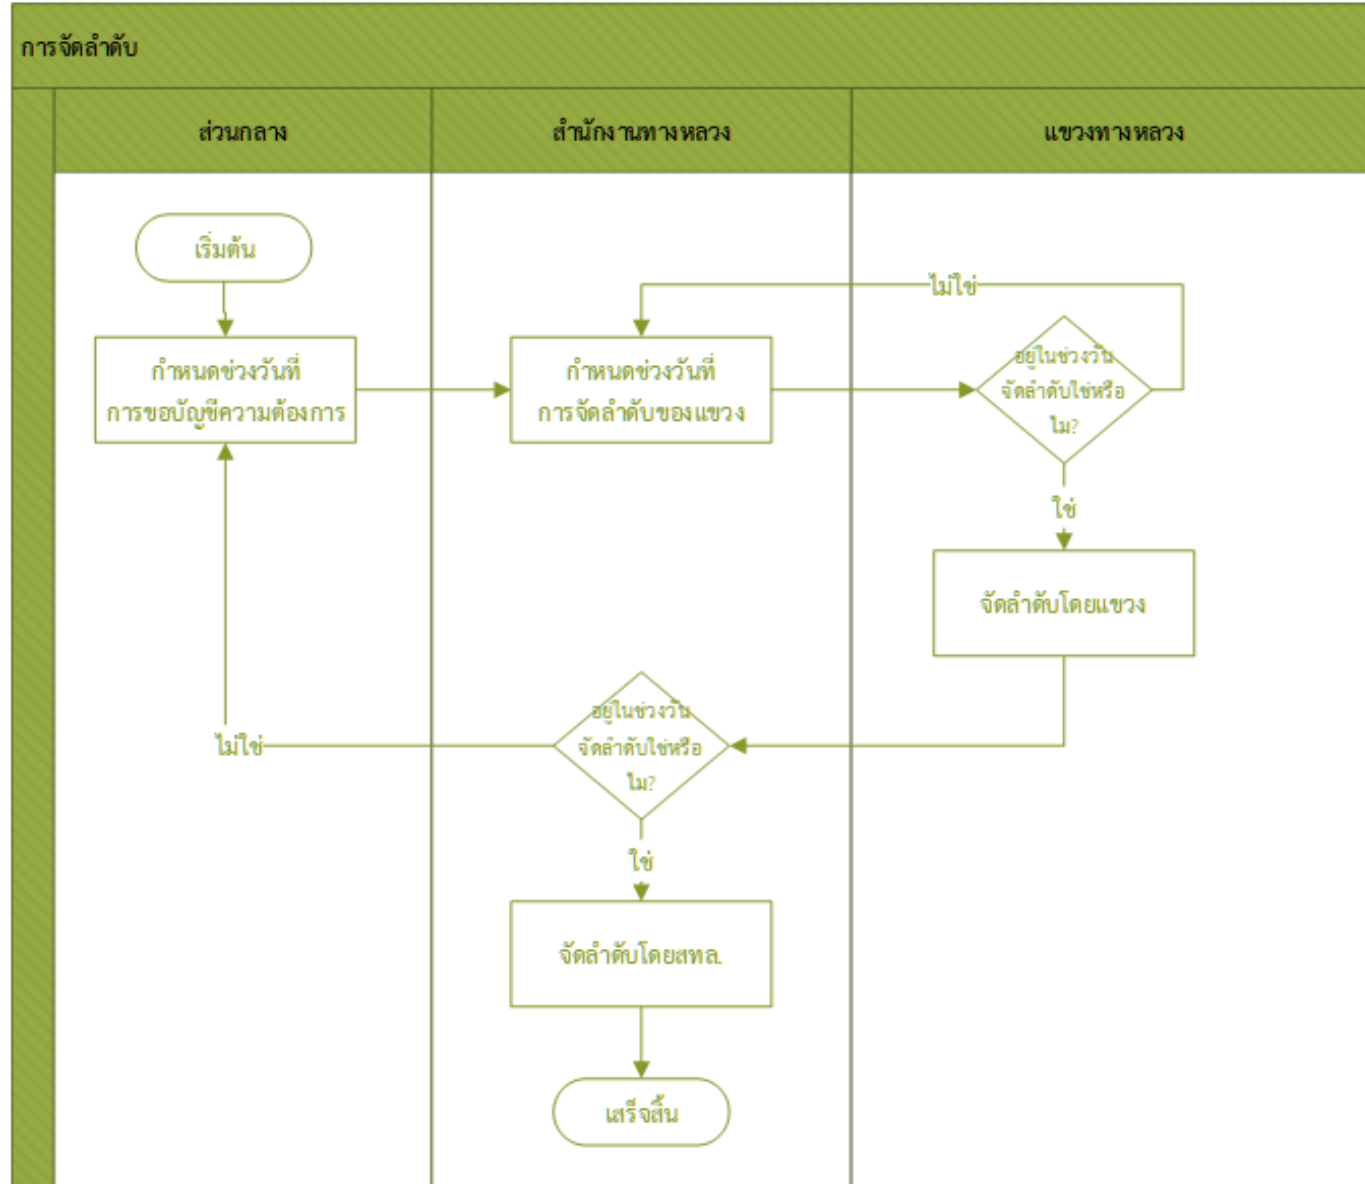 การจัดลำดับ
ส่วนกลาง
สำนักงานทางหลวง
แขวงทางหลวง
เริ่มต้น
ไม่ใช่
กำหนดช่วงวันที่
การขอบัญชีความต้องการ
กำหนดช่วงวันที่
การจัดลำดับของแขวง
อยู่ในช่วงวัน
จัดลำดับใช่หรือ
ไม?
ใช่
จัดลำดับโดยแขวง
อยู่ในช่วงวัน
จัดลำดับใช่หรือ
ไม?
ไม่ใช่
ใช่
จัดลำดับโดยสทล.
เสร็จสิ้น